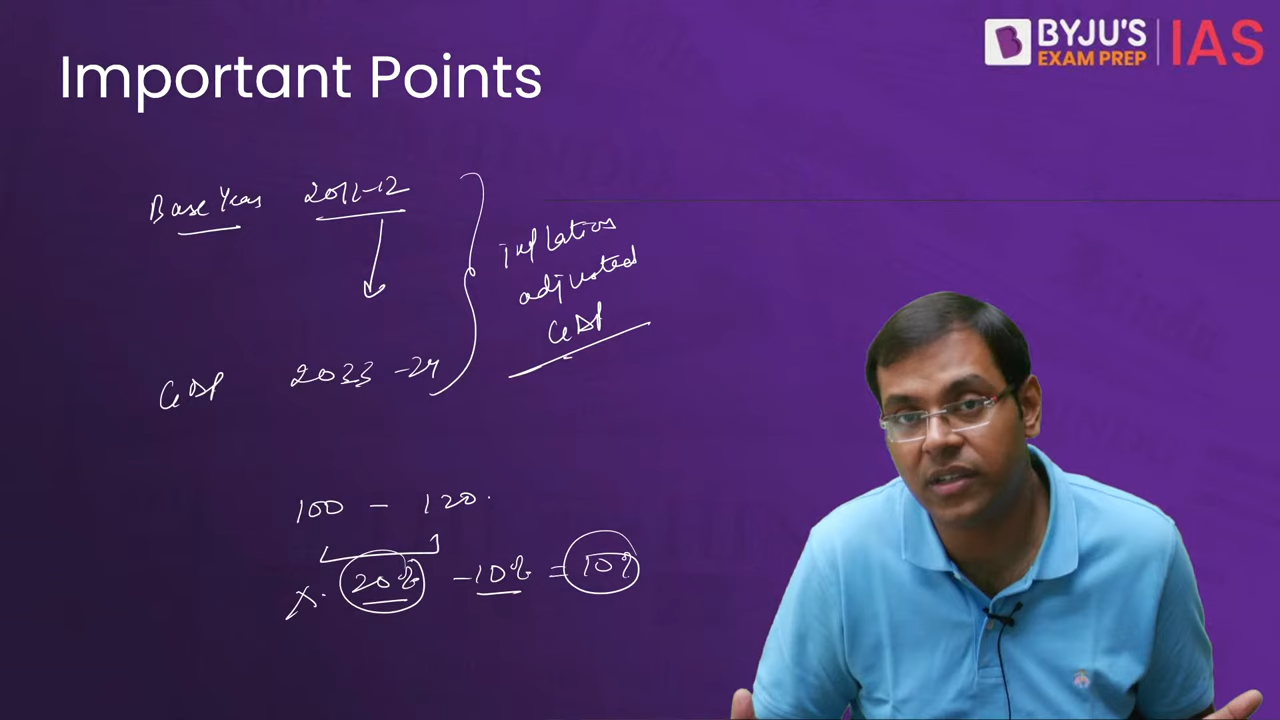 Important Points
BYJU'S
EXAM PREP
IAS
Base Year 2011-12
inflation
adjusted
GDP
GDP 2033-24
100 - 120.
X. 20% -10% = 10%